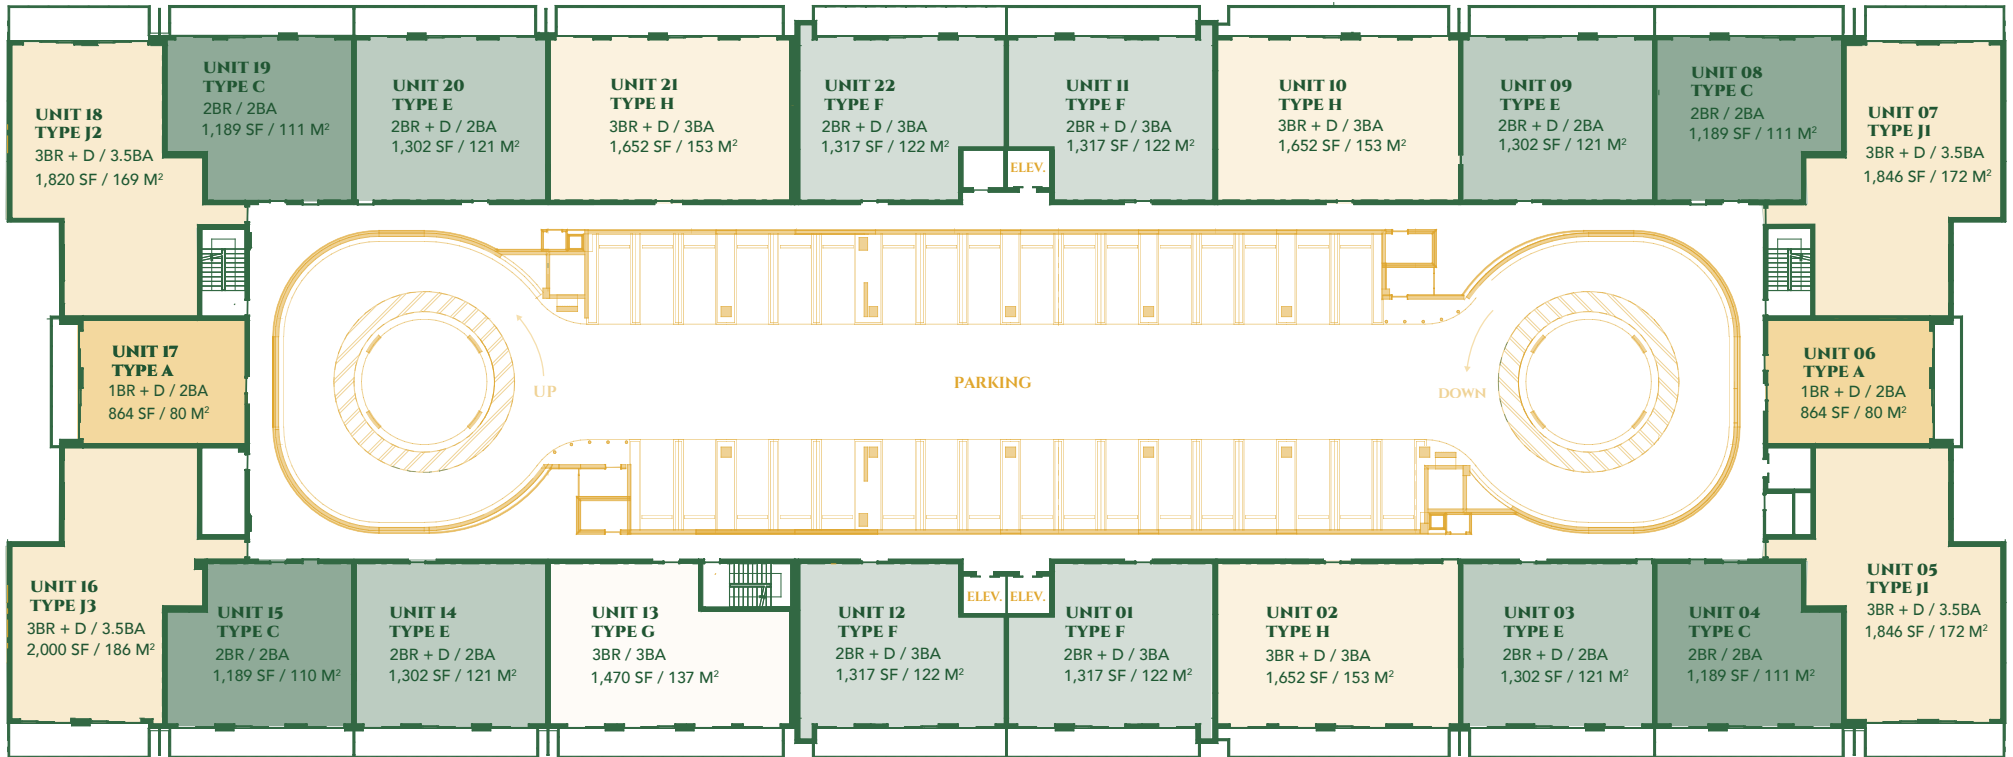 UNIT 18
TYPE J2
3BR + D / 3.5BA
1,820 SF / 169 M²
UNIT 19
TYPE C
2BR / 2BA
1,189 SF / 111 M²
UNIT 20
TYPE E
2BR + D / 2BA
1,302 SF / 121 M²
UNIT 21
TYPE H
3BR + D / 3BA
1,652 SF / 153 M²
UNIT 22
TYPE F
2BR + D / 3BA
1,317 SF / 122 M²
ELEV.
UNIT 11
TYPE F
2BR + D / 3BA
1,317 SF / 122 M²
UNIT 10
TYPE H
3BR + D / 3BA
1,652 SF / 153 M²
UNIT 09
TYPE E
2BR + D / 2BA
1,302 SF / 121 M²
UNIT 08
TYPE C
2BR / 2BA
1,189 SF / 111 M²
UNIT 07
TYPE J1
3BR + D / 3.5BA
1,846 SF / 172 M²
UNIT 17
TYPE A
1BR + D / 2BA
864 SF / 80 M²
UP
PARKING
DOWN
UNIT 06
TYPE A
1BR + D / 2BA
864 SF / 80 M²
UNIT 16
TYPE J3
3BR + D / 3.5BA
2,000 SF / 186 M²
UNIT 15
TYPE C
2BR / 2BA
1,189 SF / 110 M²
UNIT 14
TYPE E
2BR + D / 2BA
1,302 SF / 121 M²
UNIT 13
TYPE G
3BR / 3BA
1,470 SF / 137 M²
UNIT 12
TYPE F
2BR + D / 3BA
1,317 SF / 122 M²
ELEV.
ELEV.
UNIT 01
TYPE F
2BR + D / 3BA
1,317 SF / 122 M²
UNIT 02
TYPE H
3BR + D / 3BA
1,652 SF / 153 M²
UNIT 03
TYPE E
2BR + D / 2BA
1,302 SF / 121 M²
UNIT 04
TYPE C
2BR / 2BA
1,189 SF / 111 M²
UNIT 05
TYPE J1
3BR + D / 3.5BA
1,846 SF / 172 M²